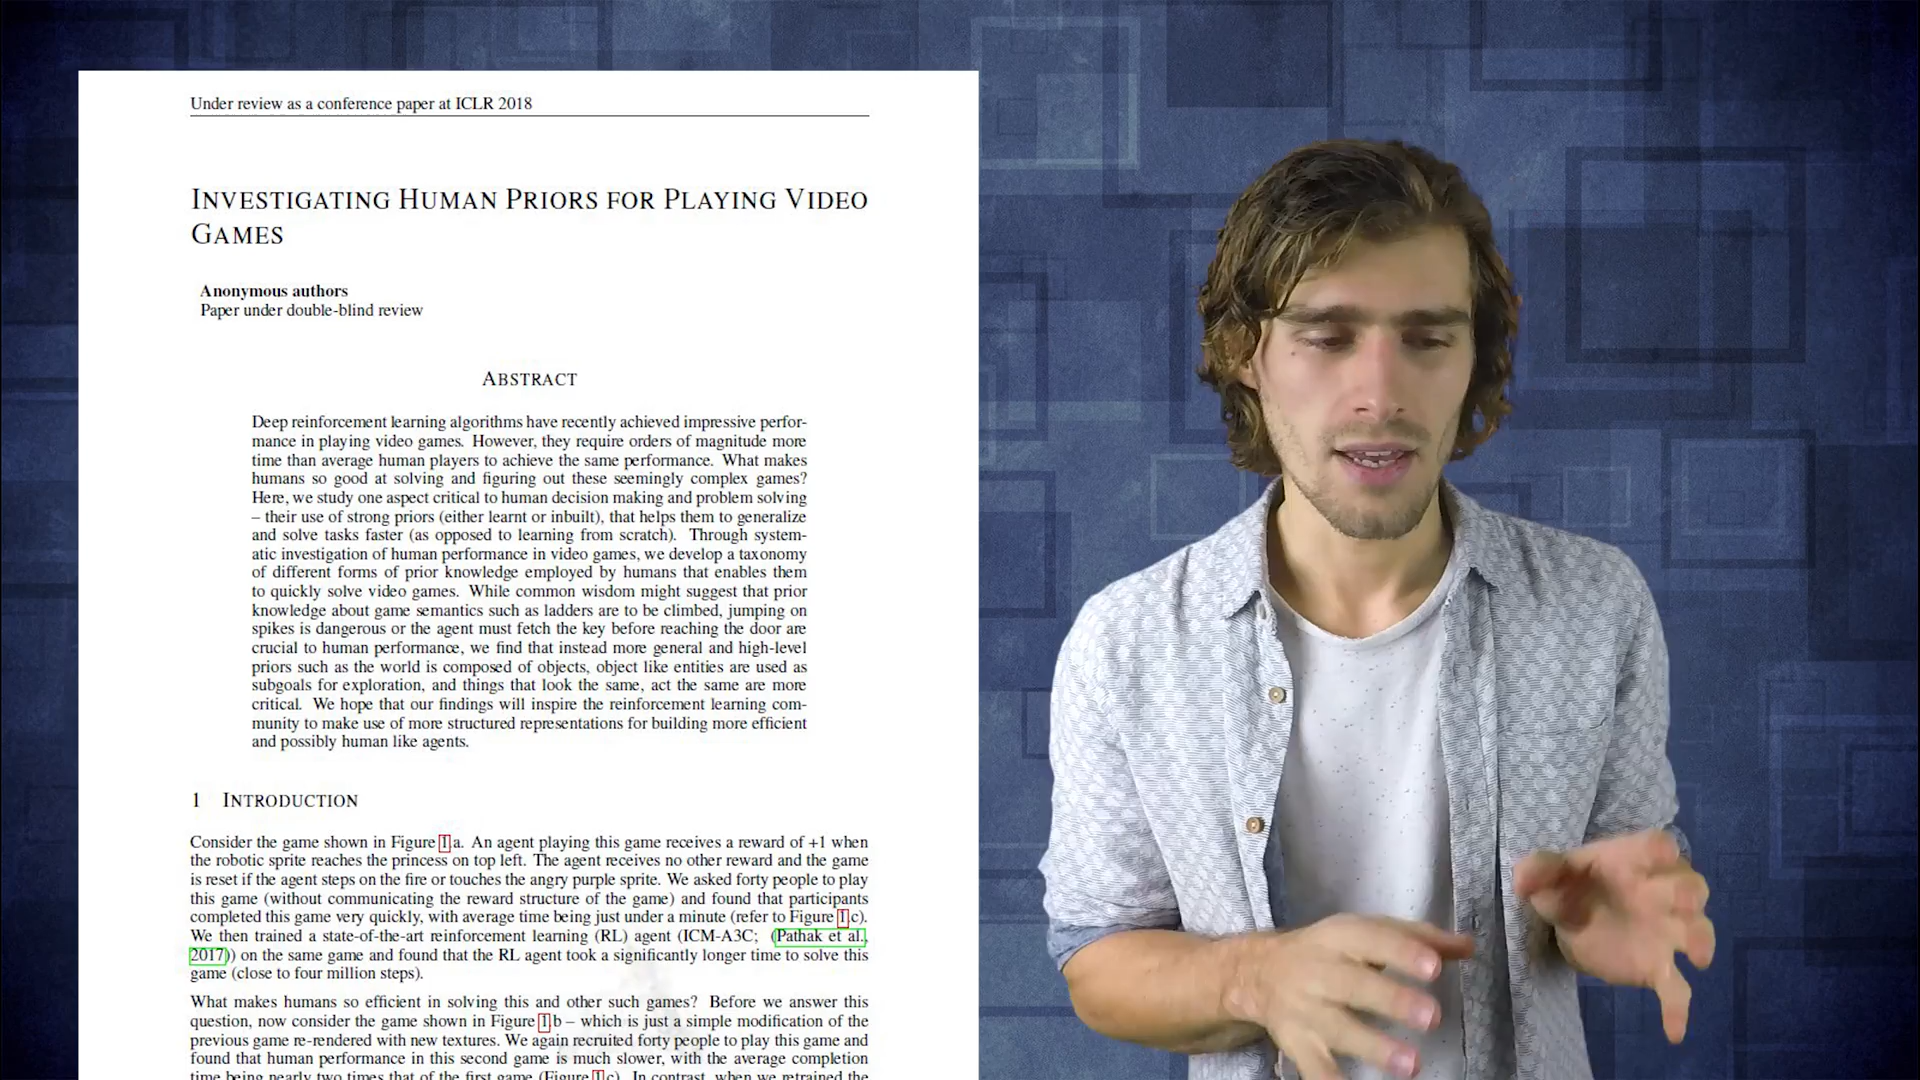 Under review as a conference paper at ICLR 2018
INVESTIGATING HUMAN PRIORS FOR PLAYING VIDEO
GAMES
Anonymous authors
Paper under double-blind review
ABSTRACT
Deep reinforcement learning algorithms have recently achieved impressive perfor-
mance in playing video games. However, they require orders of magnitude more
time than average human players to achieve the same performance. What makes
humans so good at solving and figuring out these seemingly complex games?
Here, we study one aspect critical to human decision making and problem solving
– their use of strong priors (either learnt or inbuilt), that helps them to generalize
and solve tasks faster (as opposed to learning from scratch). Through system-
atic investigation of human performance in video games, we develop a taxonomy
of different forms of prior knowledge employed by humans that enables them
to quickly solve video games. While common wisdom might suggest that prior
knowledge about game semantics such as ladders are to be climbed, jumping on
spikes is dangerous or the agent must fetch the key before reaching the door are
crucial to human performance, we find that instead more general and high-level
priors such as the world is composed of objects, object like entities are used as
subgoals for exploration, and things that look the same, act the same are more
critical. We hope that our findings will inspire the reinforcement learning com-
munity to make use of more structured representations for building more efficient
and possibly human like agents.
1 INTRODUCTION
Consider the game shown in Figure 1.a. An agent playing this game receives a reward of +1 when
the robotic sprite reaches the princess on top left. The agent receives no other reward and the game
is reset if the agent steps on the fire or touches the angry purple sprite. We asked forty people to play
this game (without communicating the reward structure of the game) and found that participants
completed this game very quickly, with average time being just under a minute (refer to Figure 1.c).
We then trained a state-of-the-art reinforcement learning (RL) agent (ICM-A3C; (Pathak et al.,
2017)) on the same game and found that the RL agent took a significantly longer time to solve this
game (close to four million steps).
What makes humans so efficient in solving this and other such games? Before we answer this
question, now consider the game shown in Figure 1.b – which is just a simple modification of the
previous game re-rendered with new textures. We again recruited forty people to play this game and
found that human performance in this second game is much slower, with the average completion
time being nearly two times that of the first game (Figure 1.c). In contrast, when we retrained the